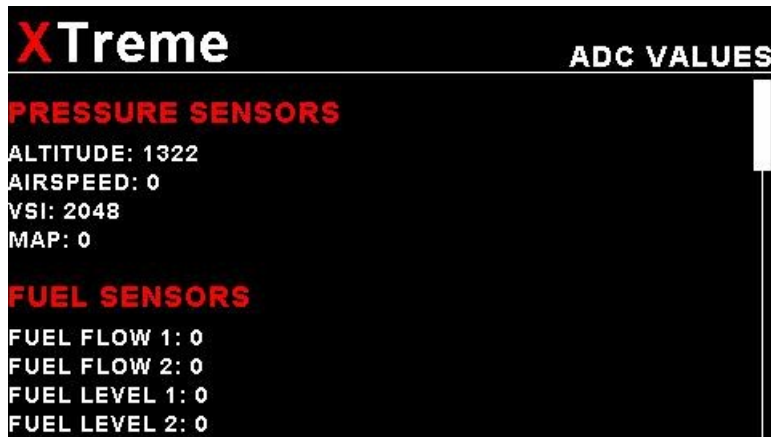 XTreme
ADC VALUES
PRESSURE SENSORS
ALTITUDE: 1322
AIRSPEED: 0
VSI: 2048
MAP: 0
FUEL SENSORS
FUEL FLOW 1: 0
FUEL FLOW 2: 0
FUEL LEVEL 1: 0
FUEL LEVEL 2: 0